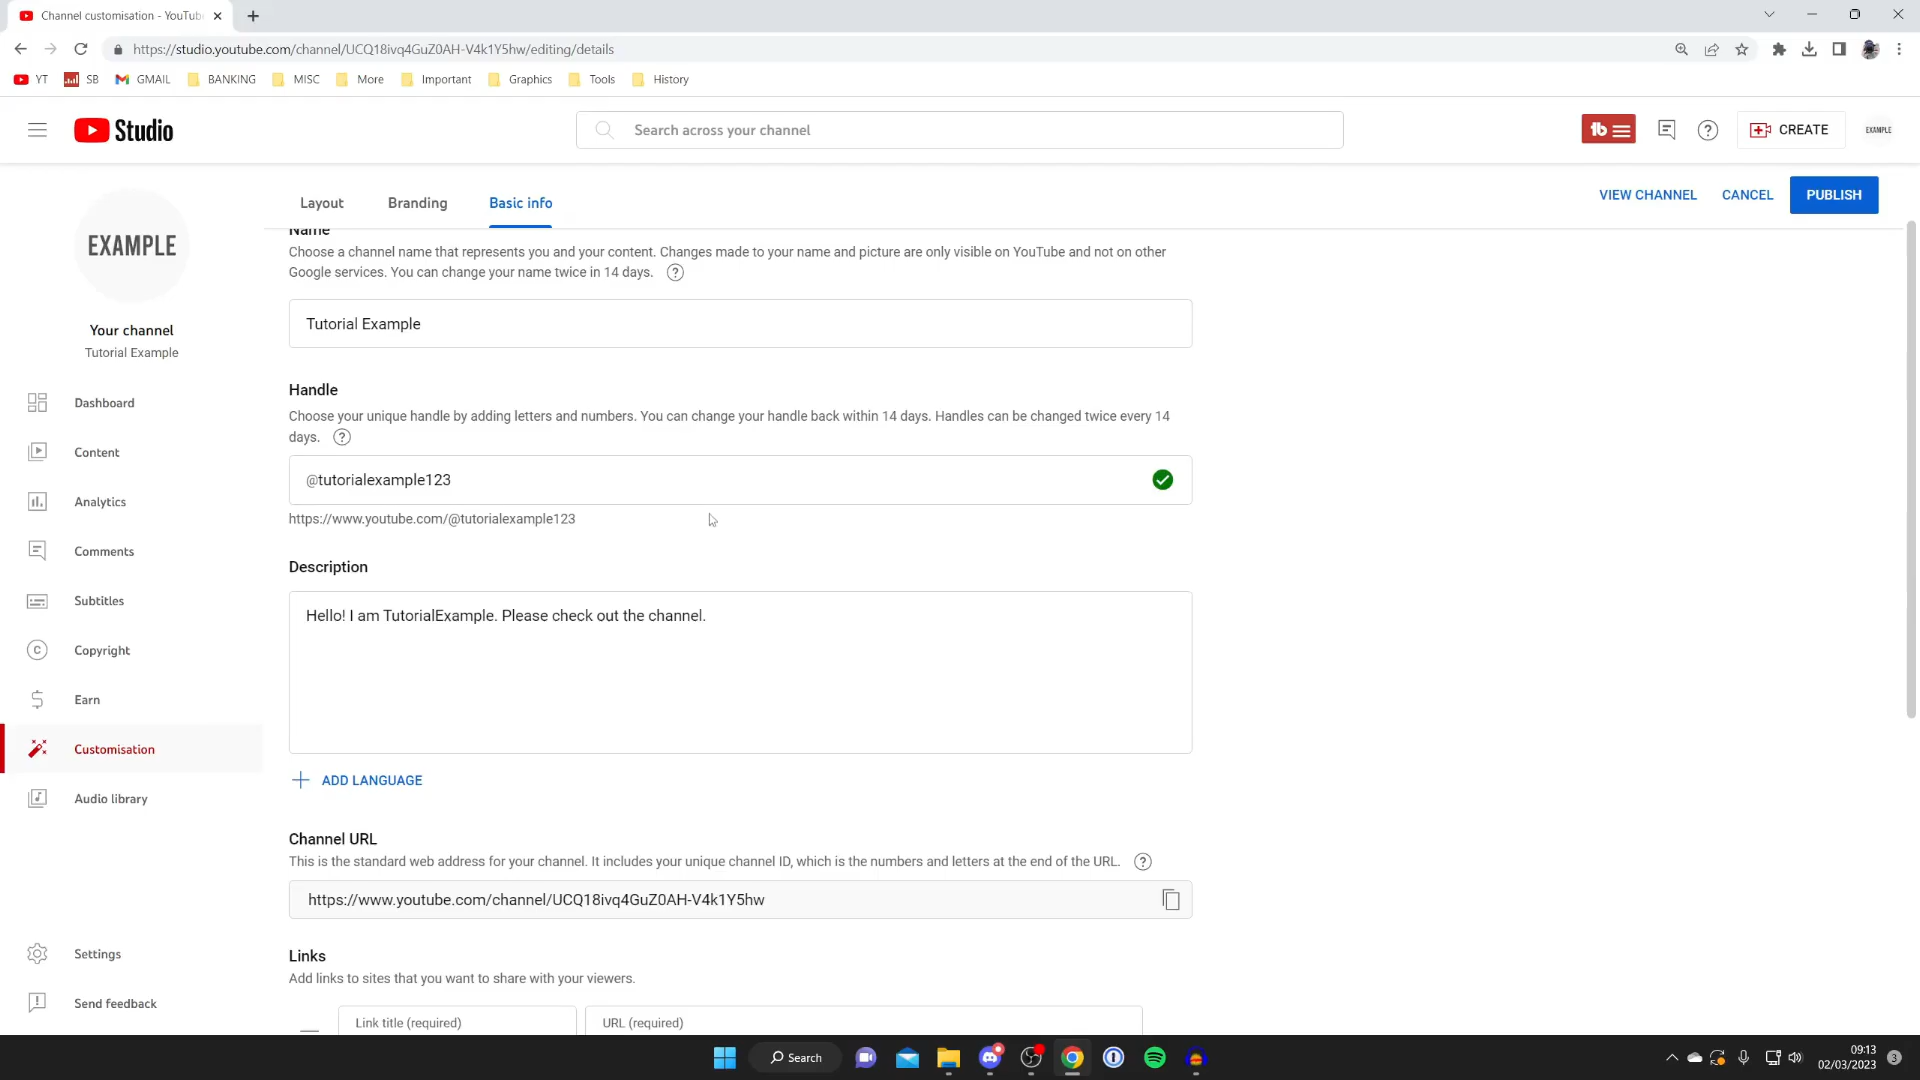 Channel customisation - YouTub
https://studio.youtube.com/channel/UCQ18ivq4GuZ0AH-V4k1Y5hw/editing/details
YT SB GMAIL BANKING MISC More Important Graphics Tools History
Studio
Search across your channel
CREATE
EXAMPLE
EXAMPLE
Your channel
Tutorial Example
Dashboard
Content
Analytics
Comments
Subtitles
Copyright
Earn
Customisation
Audio library
Settings
Send feedback
Layout Branding Basic info
VIEW CHANNEL CANCEL PUBLISH
Name
Choose a channel name that represents you and your content. Changes made to your name and picture are only visible on YouTube and not on other
Google services. You can change your name twice in 14 days.
Tutorial Example
Handle
Choose your unique handle by adding letters and numbers. You can change your handle back within 14 days. Handles can be changed twice every 14
days.
@tutorialexample123
https://www.youtube.com/@tutorialexample123
Description
Hello! I am TutorialExample. Please check out the channel.
ADD LANGUAGE
Channel URL
This is the standard web address for your channel. It includes your unique channel ID, which is the numbers and letters at the end of the URL.
https://www.youtube.com/channel/UCQ18ivq4GuZ0AH-V4k1Y5hw
Links
Add links to sites that you want to share with your viewers.
Link title (required) URL (required)
Search
09:13
02/03/2023
3